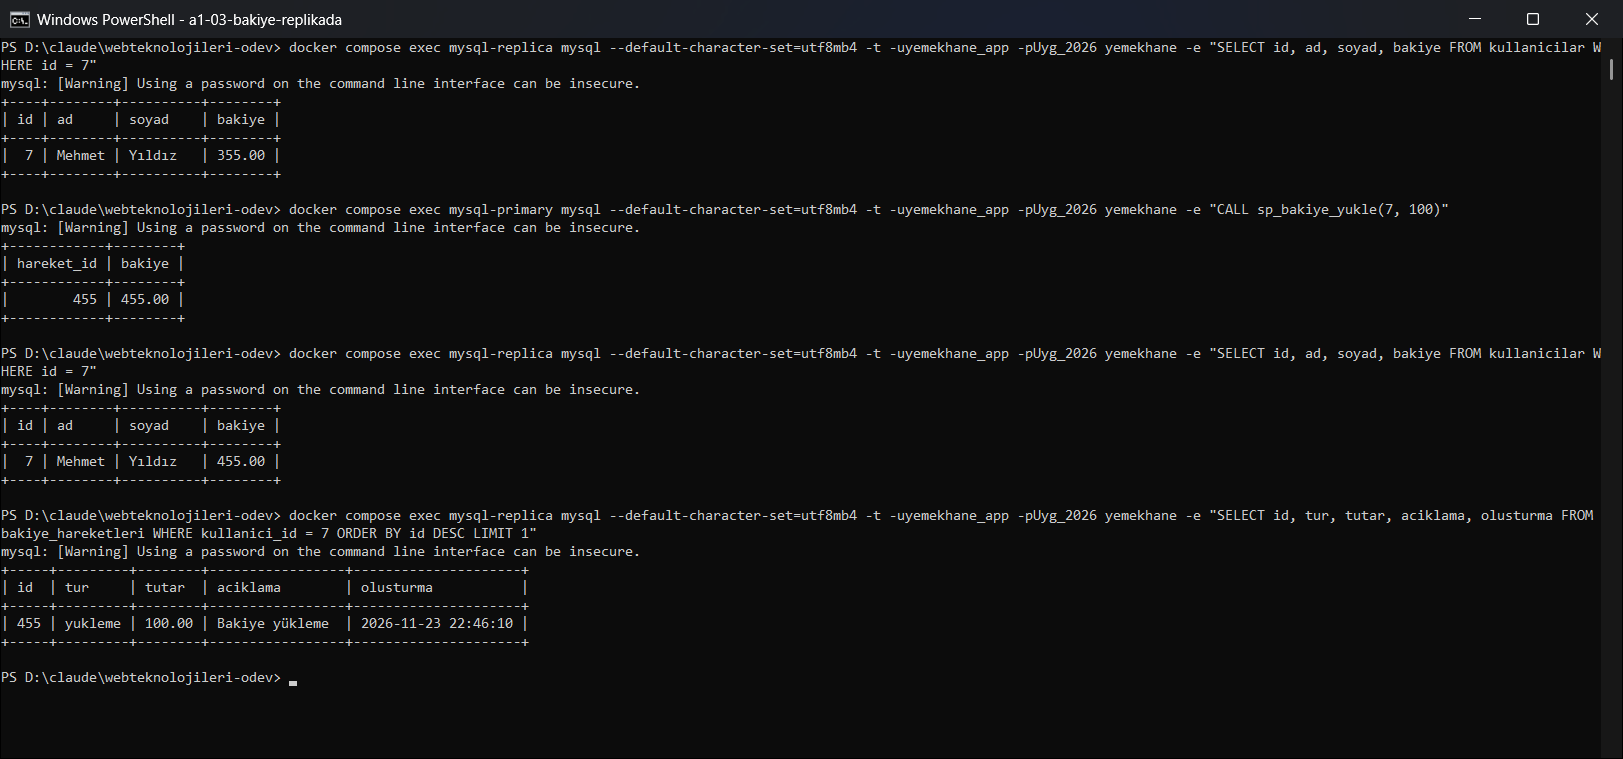 Windows PowerShell - a1-03-bakiye-replikada
PS D:\claude\webteknolojileri-odev> docker compose exec mysql-replica mysql --default-character-set=utf8mb4 -t -uyemekhane_app -pUyg_2026 yemekhane -e "SELECT id, ad, soyad, bakiye FROM kullanicilar W
HERE id = 7"
mysql: [Warning] Using a password on the command line interface can be insecure.
+----+--------+----------+--------+
| id | ad     | soyad    | bakiye |
+----+--------+----------+--------+
|  7 | Mehmet | Yıldız   | 355.00 |
+----+--------+----------+--------+
PS D:\claude\webteknolojileri-odev> docker compose exec mysql-primary mysql --default-character-set=utf8mb4 -t -uyemekhane_app -pUyg_2026 yemekhane -e "CALL sp_bakiye_yukle(7, 100)"
mysql: [Warning] Using a password on the command line interface can be insecure.
+------------+--------+
| hareket_id | bakiye |
+------------+--------+
|        455 | 455.00 |
+------------+--------+
PS D:\claude\webteknolojileri-odev> docker compose exec mysql-replica mysql --default-character-set=utf8mb4 -t -uyemekhane_app -pUyg_2026 yemekhane -e "SELECT id, ad, soyad, bakiye FROM kullanicilar W
HERE id = 7"
mysql: [Warning] Using a password on the command line interface can be insecure.
+----+--------+----------+--------+
| id | ad     | soyad    | bakiye |
+----+--------+----------+--------+
|  7 | Mehmet | Yıldız   | 455.00 |
+----+--------+----------+--------+
PS D:\claude\webteknolojileri-odev> docker compose exec mysql-replica mysql --default-character-set=utf8mb4 -t -uyemekhane_app -pUyg_2026 yemekhane -e "SELECT id, tur, tutar, aciklama, olusturma FROM
bakiye_hareketleri WHERE kullanici_id = 7 ORDER BY id DESC LIMIT 1"
mysql: [Warning] Using a password on the command line interface can be insecure.
+-----+---------+--------+-----------------+---------------------+
| id  | tur     | tutar  | aciklama        | olusturma           |
+-----+---------+--------+-----------------+---------------------+
| 455 | yukleme | 100.00 | Bakiye yükleme  | 2026-11-23 22:46:10 |
+-----+---------+--------+-----------------+---------------------+
PS D:\claude\webteknolojileri-odev>